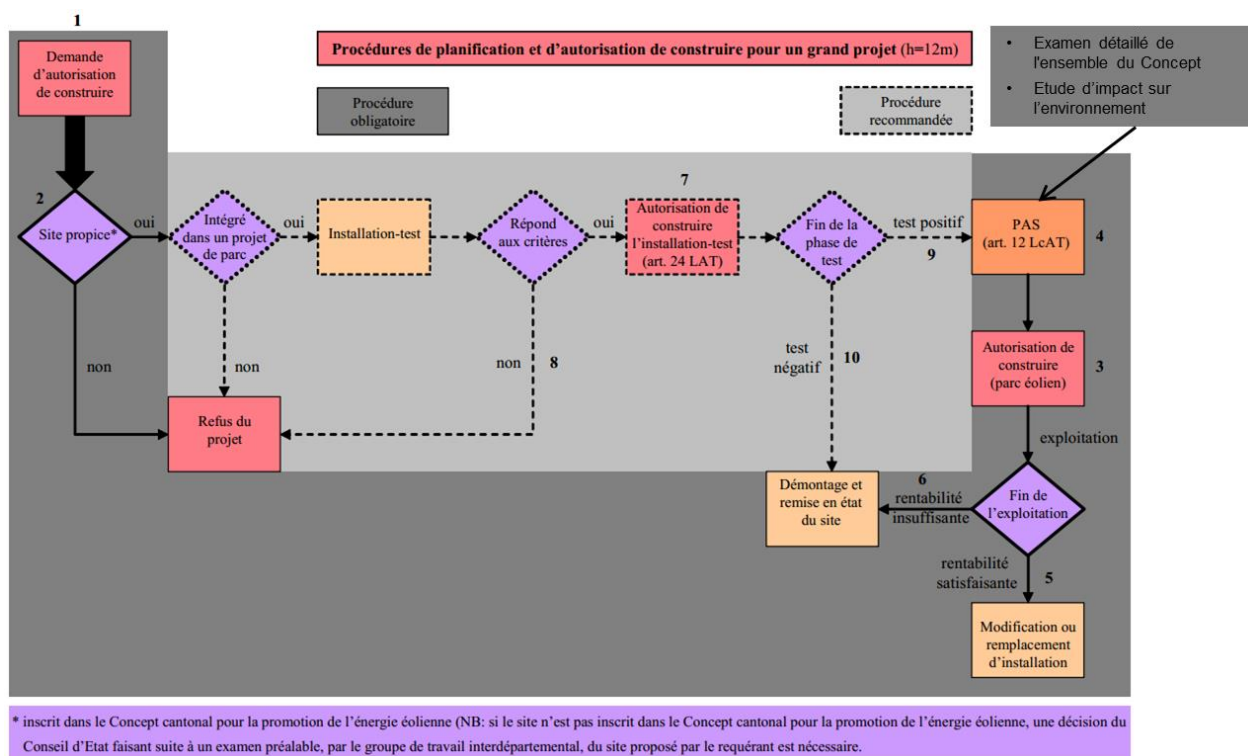 1
Demande
d'autorisation
de construire
Procédures de planification et d'autorisation de construire pour un grand projet (h=12m)
• Examen détaillé de
l'ensemble du Concept
• Etude d'impact sur
l'environnement
Procédure
obligatoire
Procédure
recommandée
2
Site propice*
oui
Intégré
dans un projet
de parc
oui
Installation-test
Répond
aux critères
oui
7
Autorisation de
construire
l'installation-test
(art. 24 LAT)
Fin de la
phase de
test
test positif
9
PAS
(art. 12 LcAT)
4
non
non
non
8
test
négatif
10
Autorisation de
construire
(parc éolien)
3
Refus du
projet
exploitation
Démontage et
remise en état
du site
6
rentabilité
insuffisante
Fin de
l'exploitation
rentabilité
satisfaisante
5
Modification ou
remplacement
d'installation
* inscrit dans le Concept cantonal pour la promotion de l'énergie éolienne (NB: si le site n'est pas inscrit dans le Concept cantonal pour la promotion de l'énergie éolienne, une décision du
Conseil d'Etat faisant suite à un examen préalable, par le groupe de travail interdépartemental, du site proposé par le requérant est nécessaire.